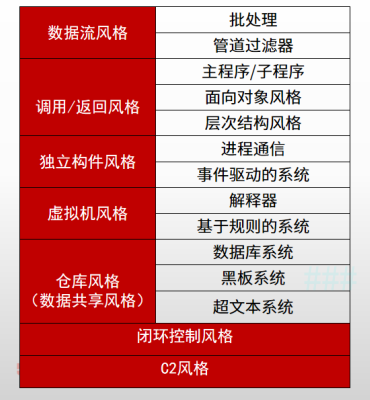 数据流风格
批处理
管道过滤器
调用/返回风格
主程序/子程序
面向对象风格
层次结构风格
独立构件风格
进程通信
事件驱动的系统
虚拟机风格
解释器
基于规则的系统
仓库风格
（数据共享风格）
数据库系统
黑板系统
超文本系统
闭环控制风格
C2风格